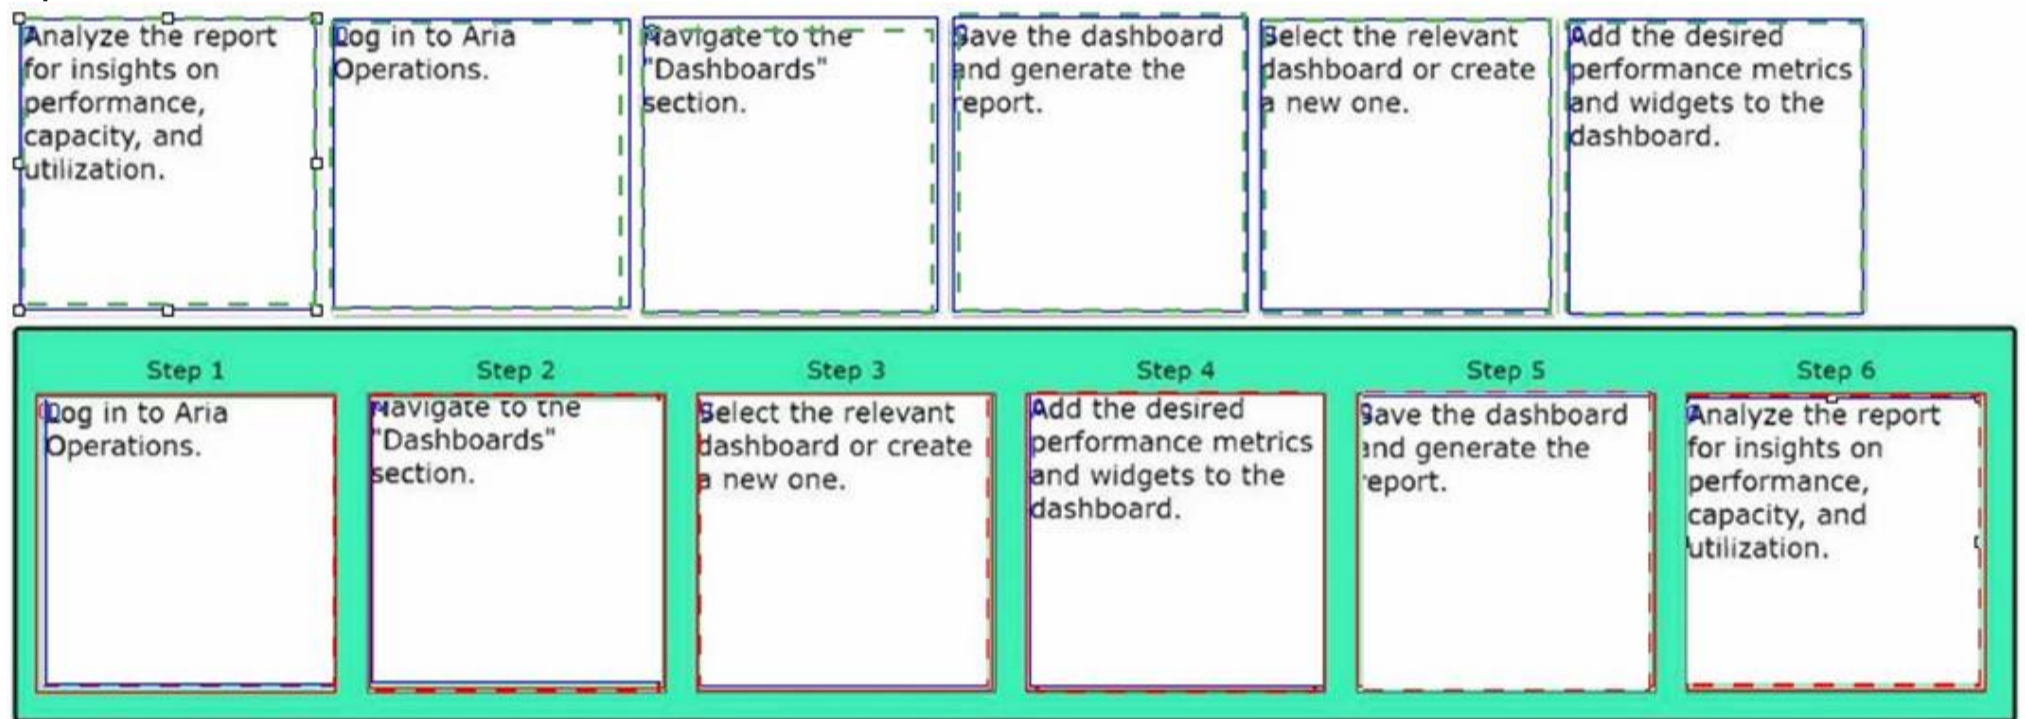 Analyze the report
for insights on
performance,
capacity, and
utilization.
Log in to Aria
Operations.
Navigate to the
"Dashboards"
section.
Save the dashboard
and generate the
report.
Select the relevant
dashboard or create
a new one.
Add the desired
performance metrics
and widgets to the
dashboard.
Step 1
Log in to Aria
Operations.
Step 2
Navigate to the
"Dashboards"
section.
Step 3
Select the relevant
dashboard or create
a new one.
Step 4
Add the desired
performance metrics
and widgets to the
dashboard.
Step 5
Save the dashboard
and generate the
report.
Step 6
Analyze the report
for insights on
performance,
capacity, and
utilization.